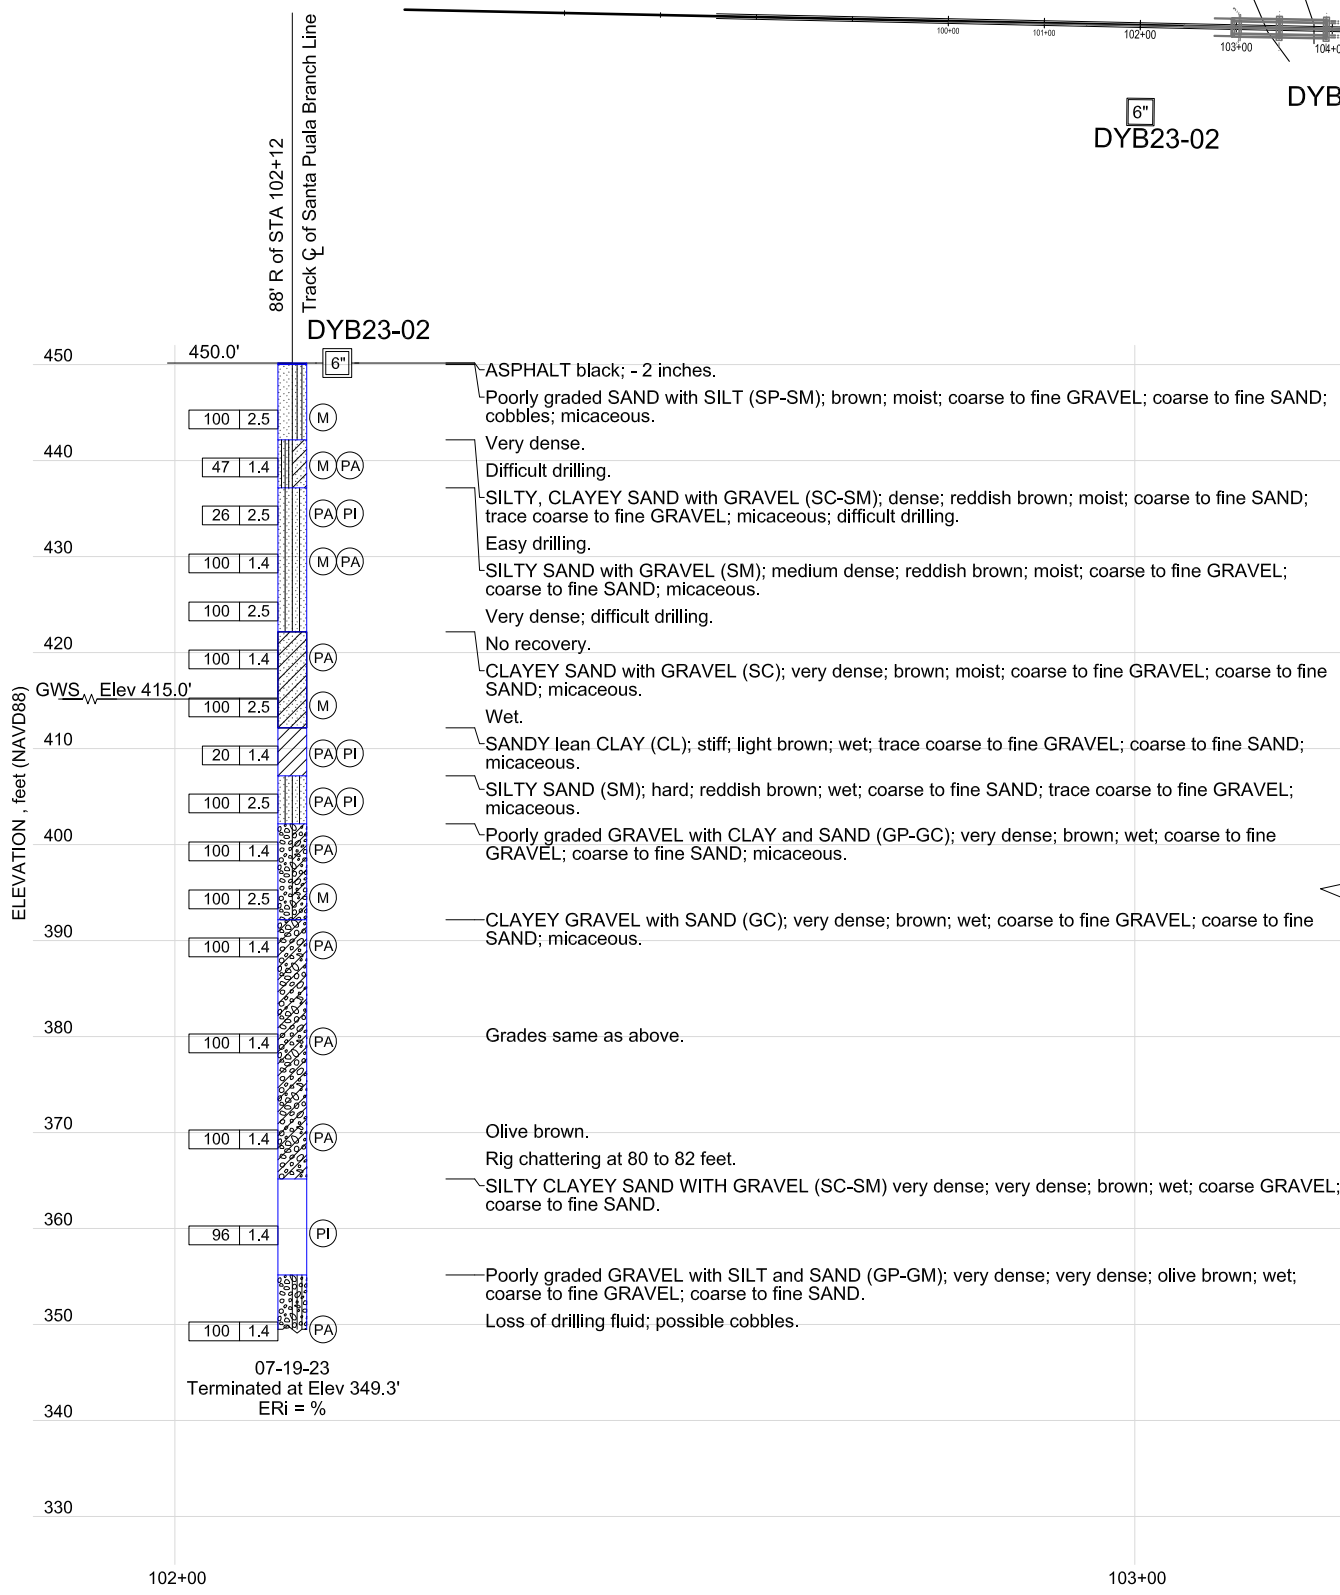 100+00
101+00
102+00
103+00
104+0
DYB
6"
DYB23-02
88' R of STA 102+12
Track CL of Santa Puala Branch Line
DYB23-02
450
450.0'
6"
ASPHALT black; - 2 inches.
Poorly graded SAND with SILT (SP-SM); brown; moist; coarse to fine GRAVEL; coarse to fine SAND;
cobbles; micaceous.
100 2.5 M
Very dense.
440
47 1.4 M PA
Difficult drilling.
SILTY, CLAYEY SAND with GRAVEL (SC-SM); dense; reddish brown; moist; coarse to fine SAND;
trace coarse to fine GRAVEL; micaceous; difficult drilling.
26 2.5 PA PI
Easy drilling.
430
100 1.4 M PA
SILTY SAND with GRAVEL (SM); medium dense; reddish brown; moist; coarse to fine GRAVEL;
coarse to fine SAND; micaceous.
100 2.5
Very dense; difficult drilling.
420
No recovery.
100 1.4 PA
CLAYEY SAND with GRAVEL (SC); very dense; brown; moist; coarse to fine GRAVEL; coarse to fine
SAND; micaceous.
GWS Elev 415.0'
100 2.5 M
Wet.
410
20 1.4 PA PI
SANDY lean CLAY (CL); stiff; light brown; wet; trace coarse to fine GRAVEL; coarse to fine SAND;
micaceous.
100 2.5 PA PI
SILTY SAND (SM); hard; reddish brown; wet; coarse to fine SAND; trace coarse to fine GRAVEL;
micaceous.
400
100 1.4 PA
Poorly graded GRAVEL with CLAY and SAND (GP-GC); very dense; brown; wet; coarse to fine
GRAVEL; coarse to fine SAND; micaceous.
100 2.5 M
CLAYEY GRAVEL with SAND (GC); very dense; brown; wet; coarse to fine GRAVEL; coarse to fine
SAND; micaceous.
390
100 1.4 PA
380
100 1.4 PA
Grades same as above.
370
100 1.4 PA
Olive brown.
Rig chattering at 80 to 82 feet.
SILTY CLAYEY SAND WITH GRAVEL (SC-SM) very dense; very dense; brown; wet; coarse GRAVEL;
coarse to fine SAND.
360
96 1.4 PI
Poorly graded GRAVEL with SILT and SAND (GP-GM); very dense; very dense; olive brown; wet;
coarse to fine GRAVEL; coarse to fine SAND.
350
100 1.4 PA
Loss of drilling fluid; possible cobbles.
07-19-23
Terminated at Elev 349.3'
ERi = %
340
330
ELEVATION , feet (NAVD88)
102+00
103+00